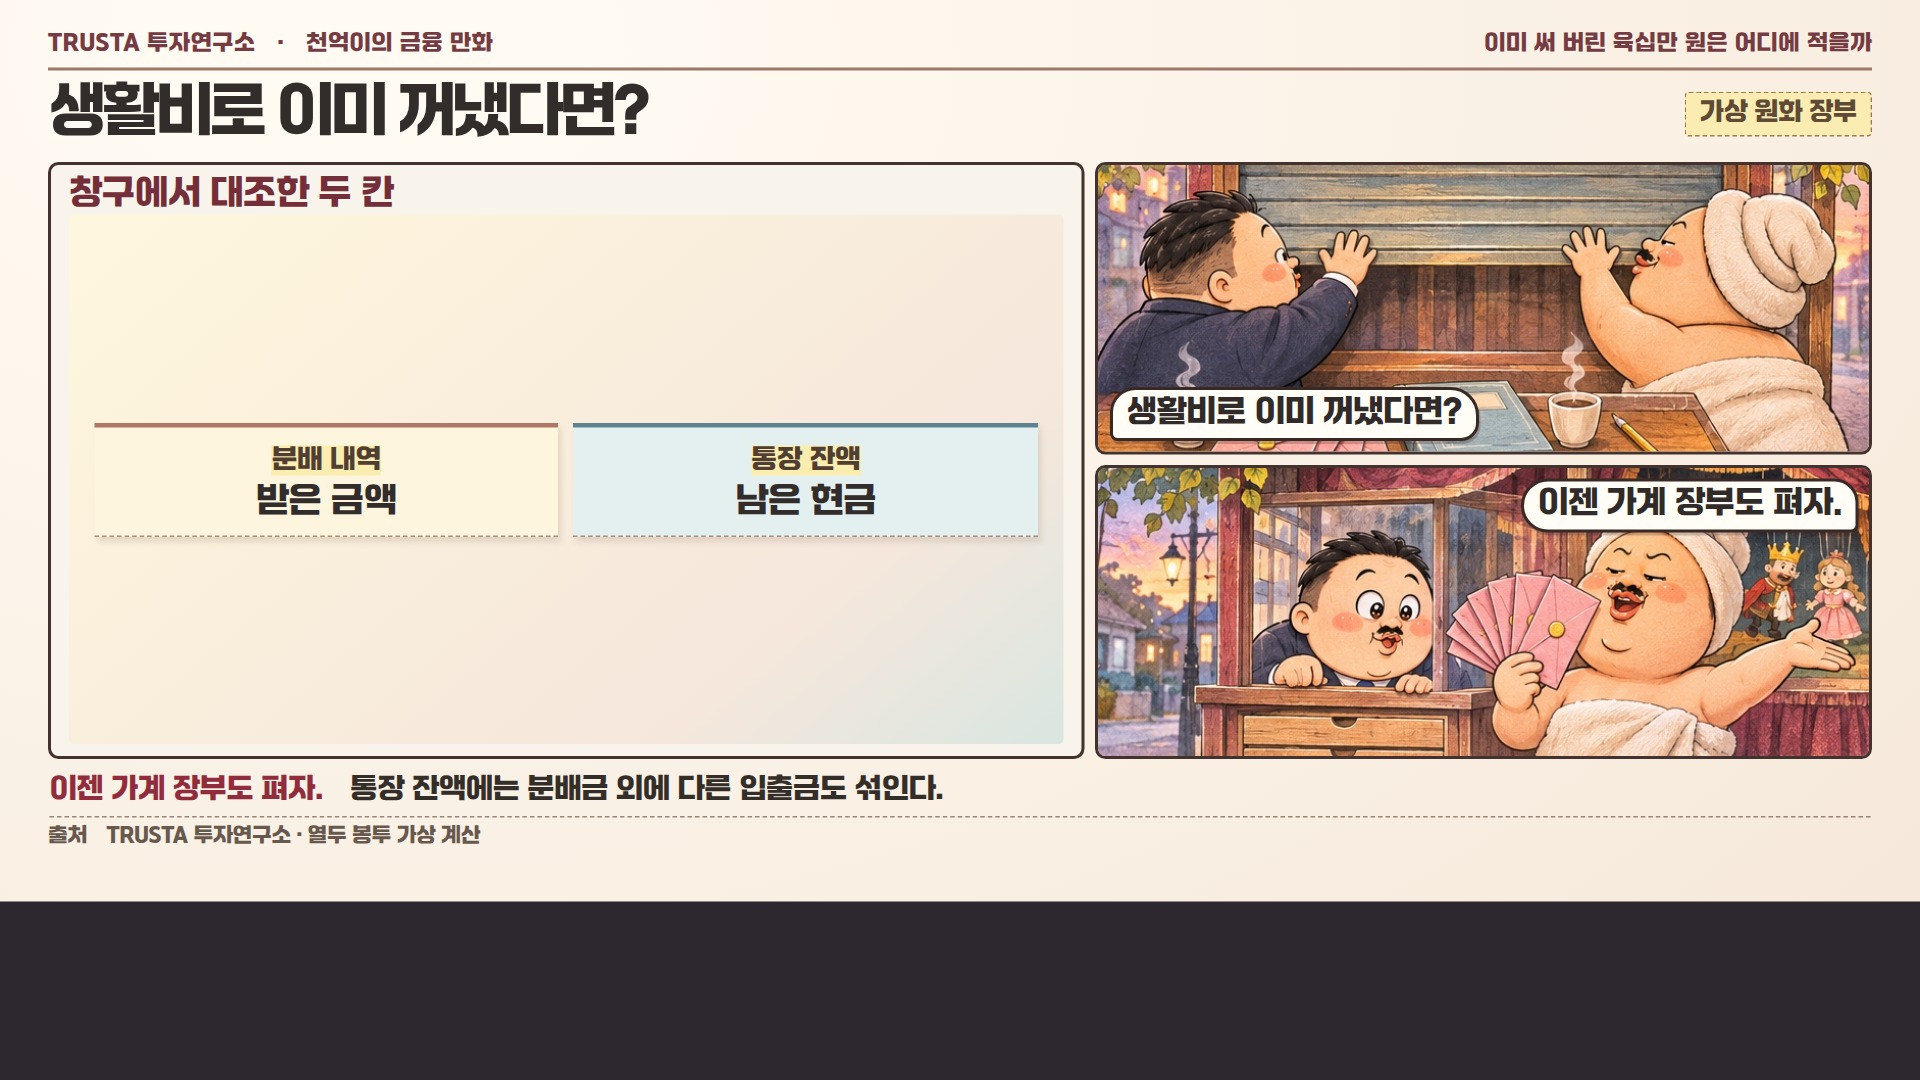 TRUSTA 투자연구소 · 천억이의 금융 만화
이미 써 버린 육십만 원은 어디에 적을까
생활비로 이미 꺼냈다면?
가상 원화 장부
창구에서 대조한 두 칸
분배 내역
받은 금액
통장 잔액
남은 현금
생활비로 이미 꺼냈다면?
이젠 가계 장부도 펴자.
이젠 가계 장부도 펴자. 통장 잔액에는 분배금 외에 다른 입출금도 섞인다.
출처 TRUSTA 투자연구소 · 열두 봉투 가상 계산